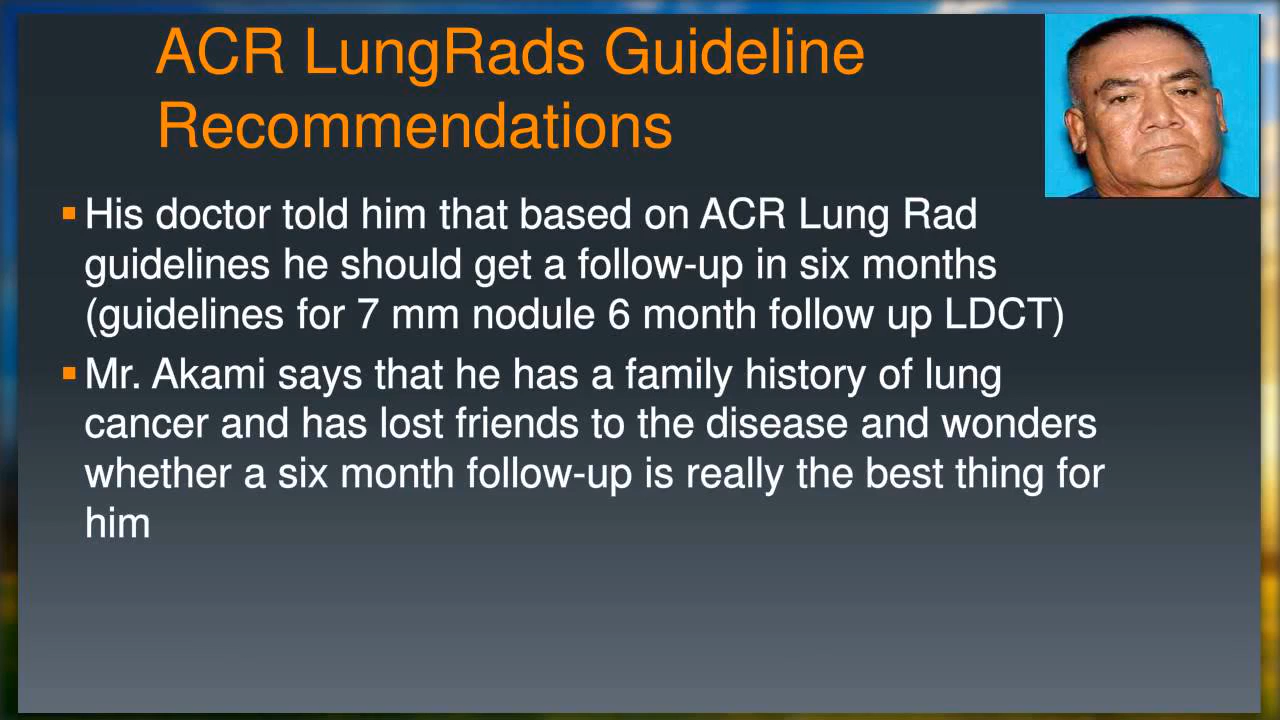 ACR LungRads Guideline
Recommendations
▪ His doctor told him that based on ACR Lung Rad
guidelines he should get a follow-up in six months
(guidelines for 7 mm nodule 6 month follow up LDCT)
▪ Mr. Akami says that he has a family history of lung
cancer and has lost friends to the disease and wonders
whether a six month follow-up is really the best thing for
him